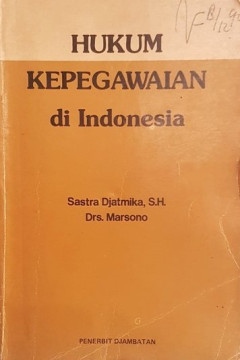 HUKUM
KEPEGAWAIAN
di Indonesia
Sastra Djatmika, S.H.
Drs. Marsono
PENERBIT DJAMBATAN